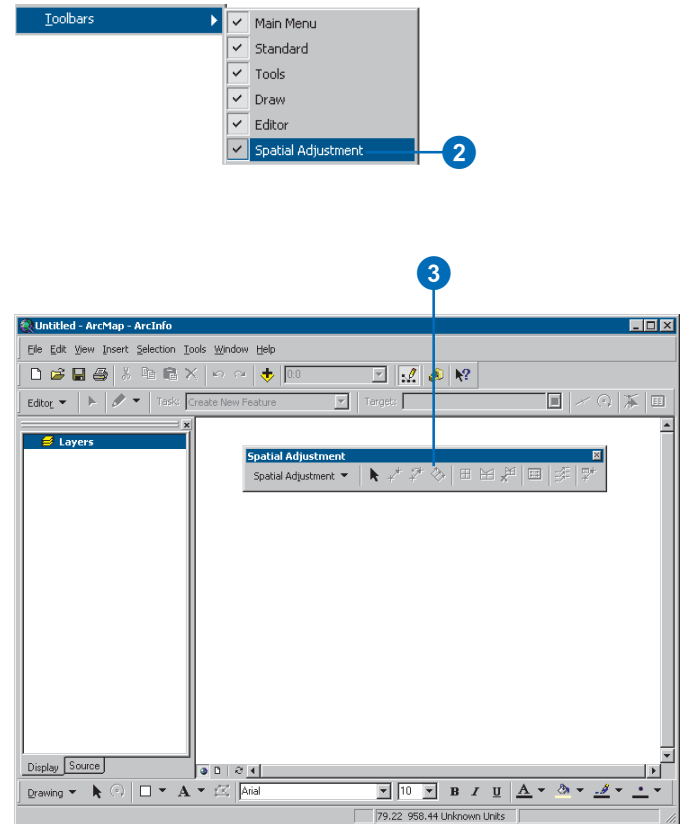 Toolbars
Main Menu
Standard
Tools
Draw
Editor
Spatial Adjustment
2
3
Untitled - ArcMap - ArcInfo
File Edit View Insert Selection Tools Window Help
0:0
Editor Task: Create New Feature Target:
Layers
Spatial Adjustment
Spatial Adjustment
Display Source
Drawing A Arial 10 B I U A
79.22 958.44 Unknown Units